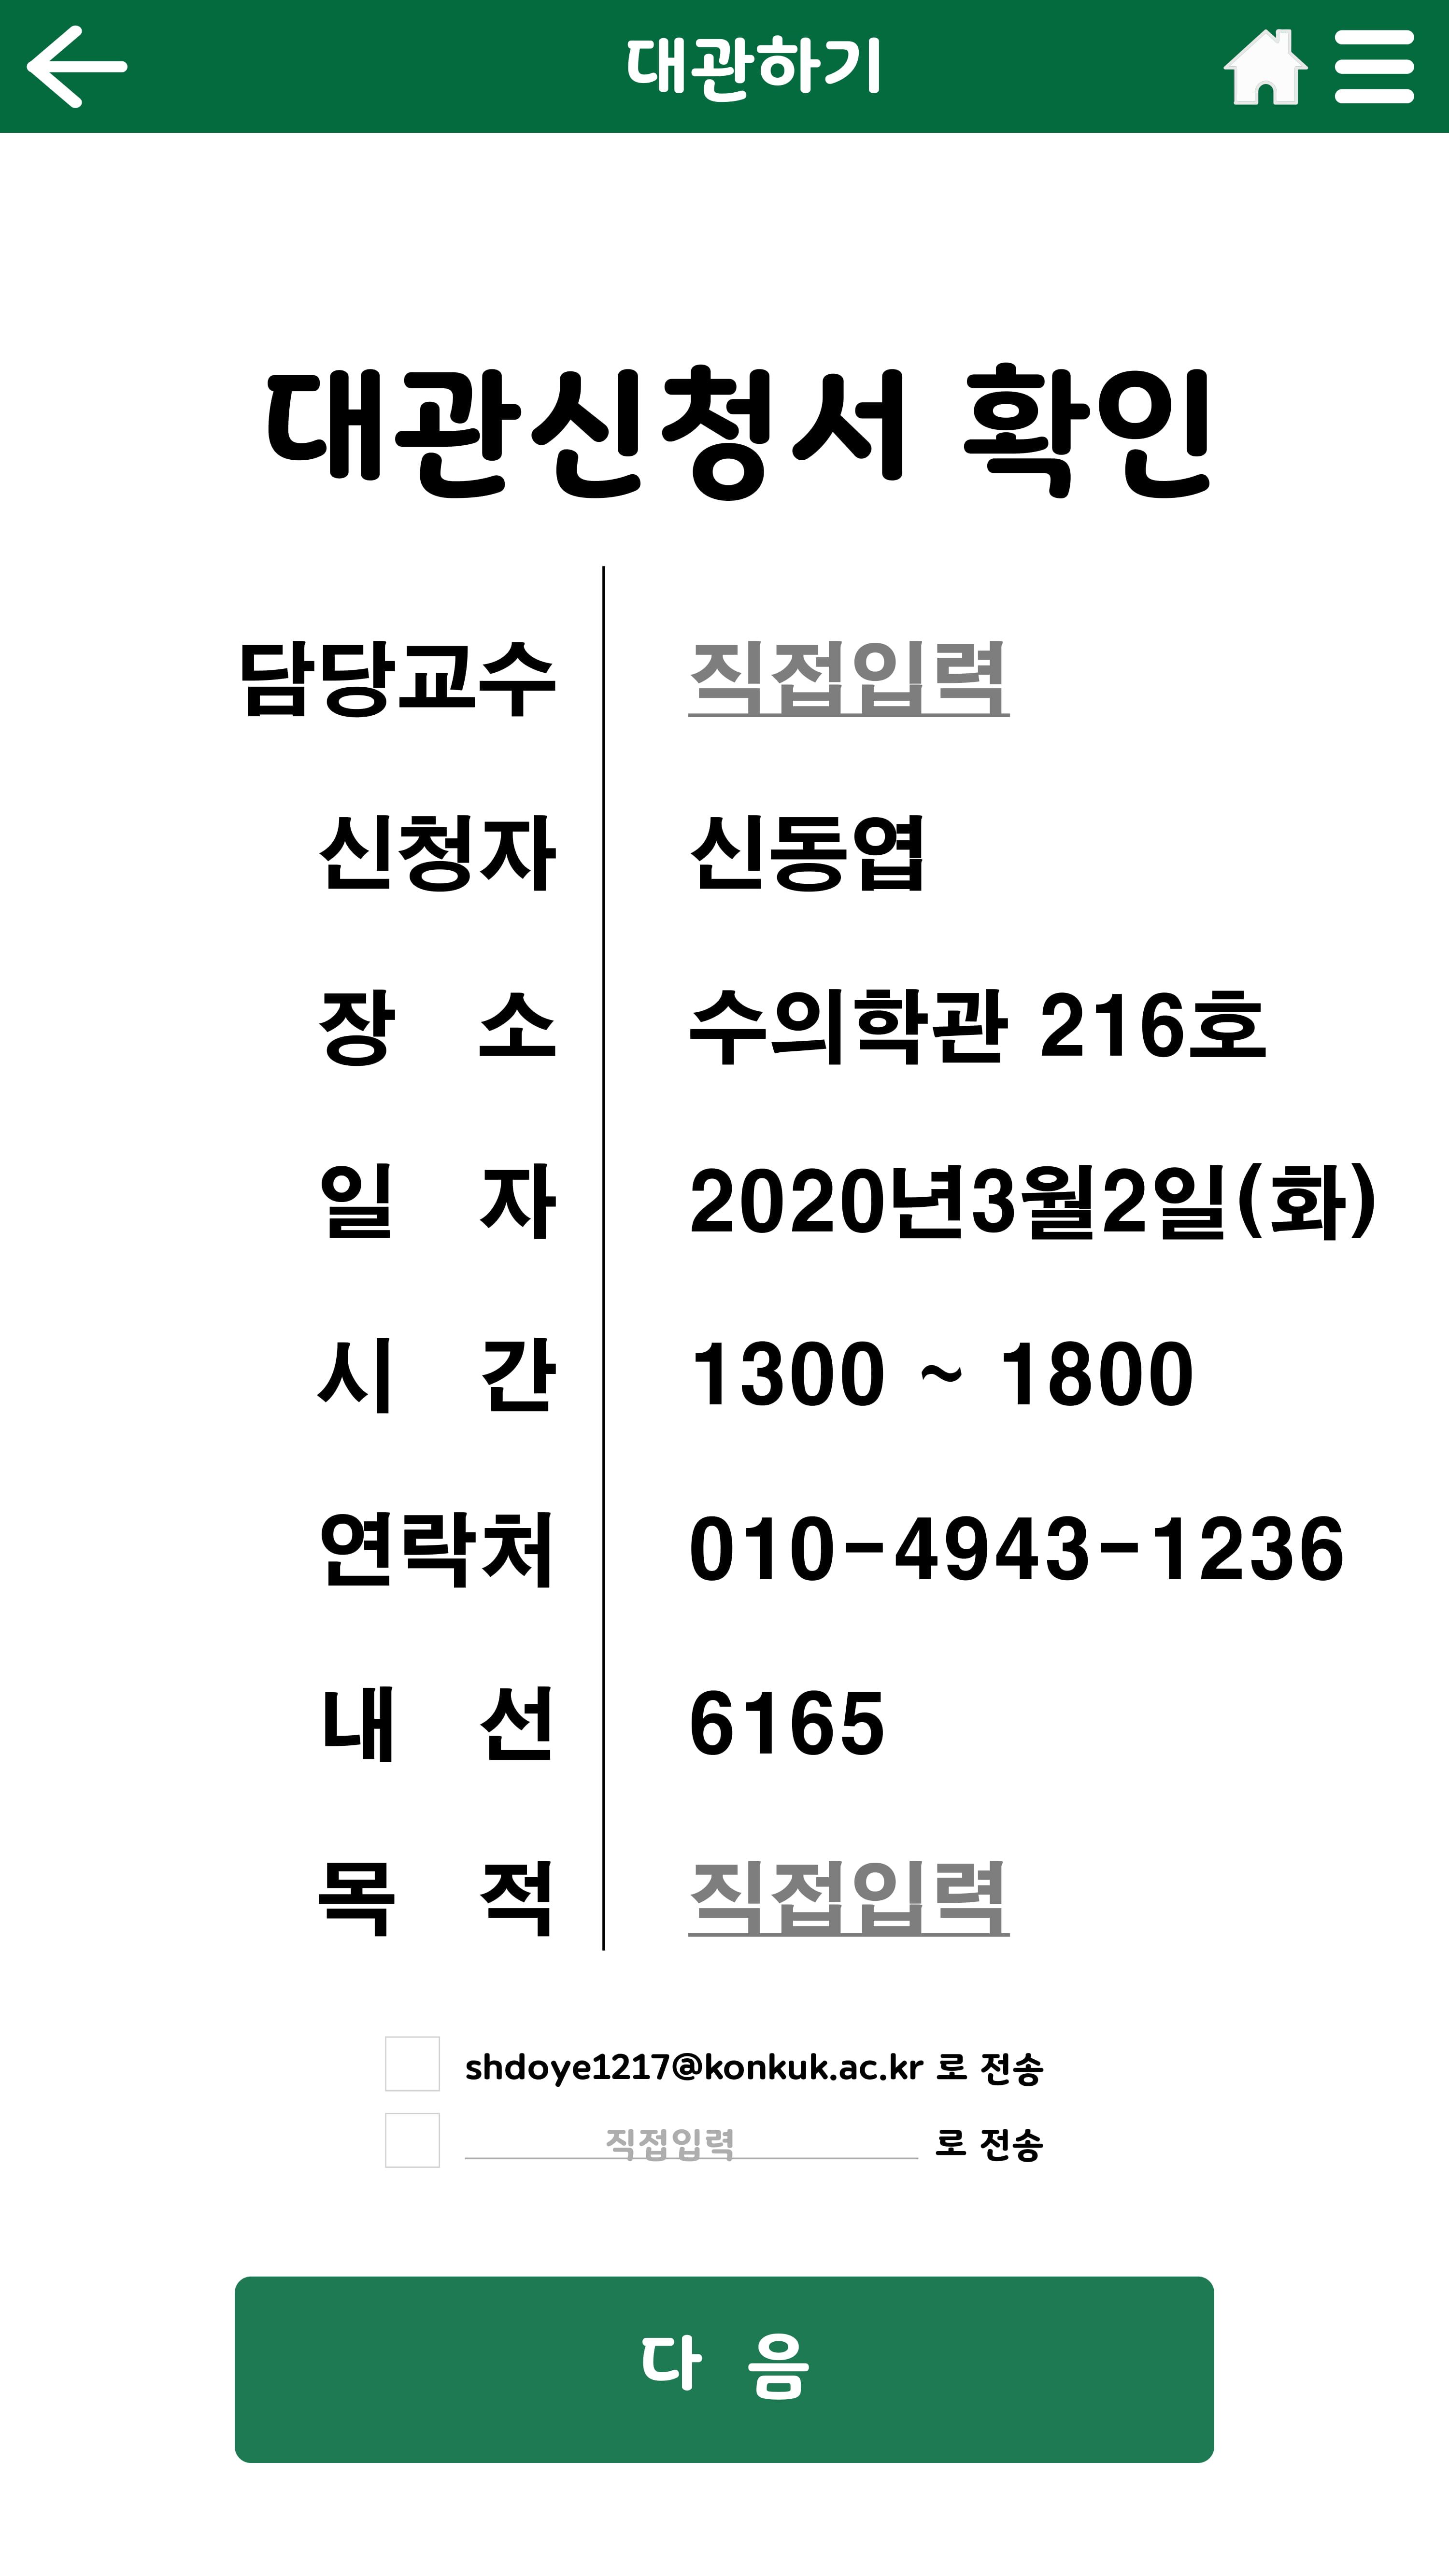 대관하기
대관신청서 확인
담당교수 직접입력
신청자 신동엽
장 소 수의학관 216호
일 자 2020년3월2일(화)
시 간 1300 ~ 1800
연락처 010-4943-1236
내 선 6165
목 적 직접입력
shdoye1217@konkuk.ac.kr 로 전송
직접입력 로 전송
다 음